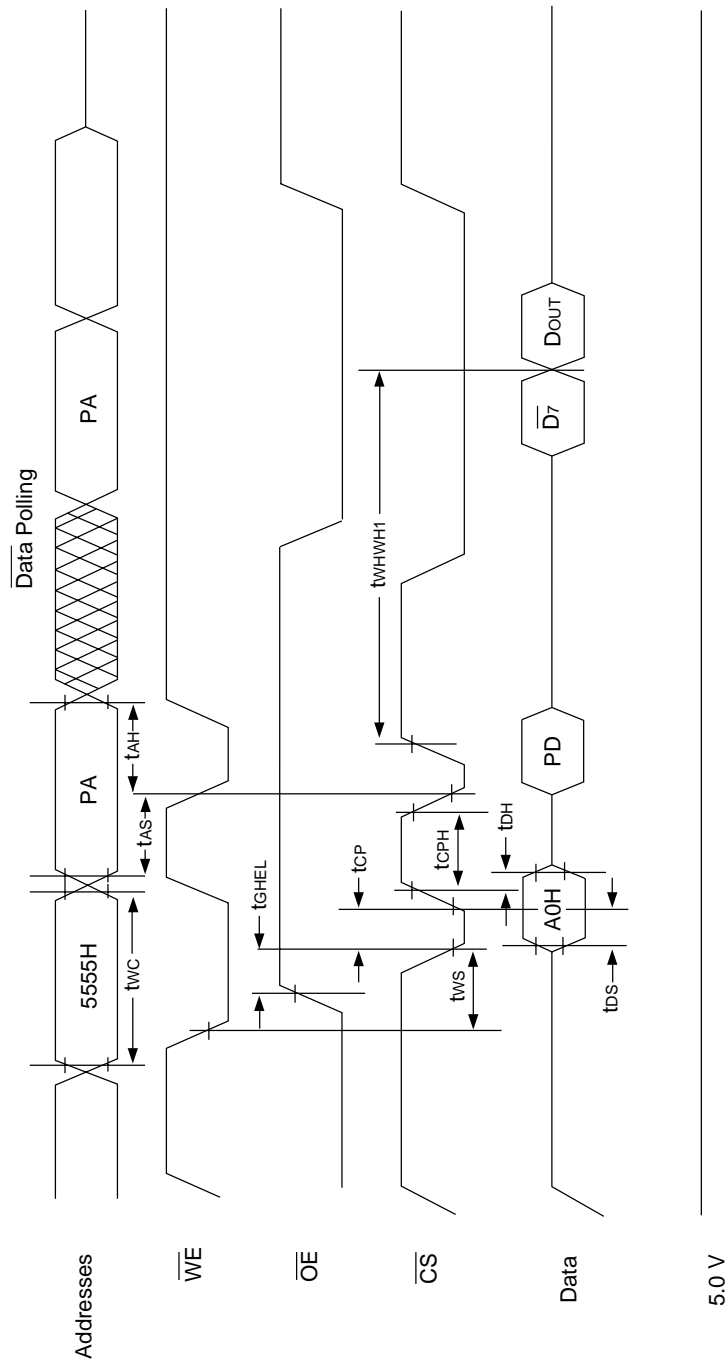 Data Polling
Addresses
5555H
PA
PA
tWC
tAS
tAH
WE
OE
tGHEL
CS
tWS
tCP
tCPH
tWHWH1
tDH
Data
A0H
PD
D7
DOUT
tDS
5.0 V